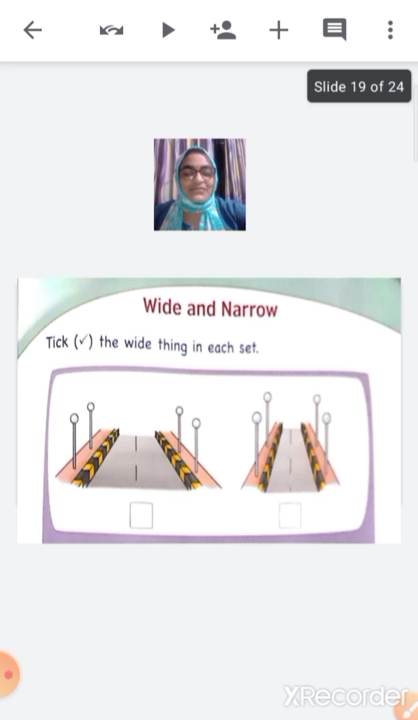 Slide 19 of 24
Wide and Narrow
Tick (✓) the wide thing in each set.
XRecorder